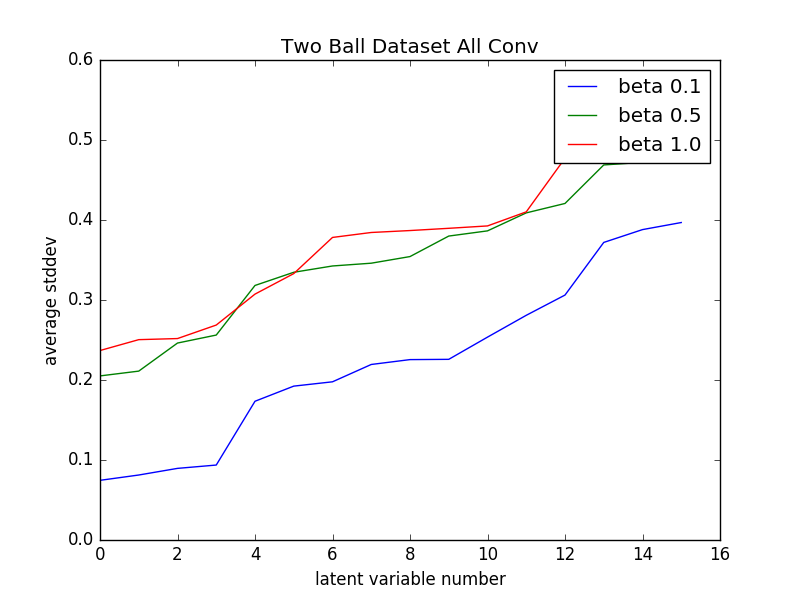 Two Ball Dataset All Conv
0.6
0.5
0.4
0.3
0.2
0.1
0.0
average stddev
beta 0.1
beta 0.5
beta 1.0
0 2 4 6 8 10 12 14 16
latent variable number